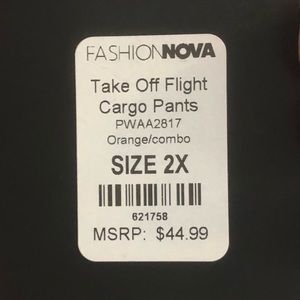 FASHIONNOVA
Take Off Flight
Cargo Pants
PWAA2817
Orange/combo
SIZE 2X
621758
MSRP: $44.99